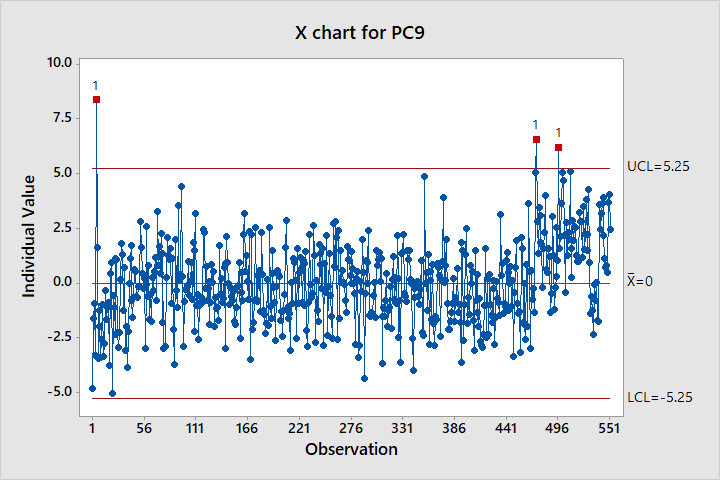 X chart for PC9
Individual Value
10.0
7.5
5.0
2.5
0.0
-2.5
-5.0
1
1
1
UCL=5.25
X̄=0
LCL=-5.25
1 56 111 166 221 276 331 386 441 496 551
Observation